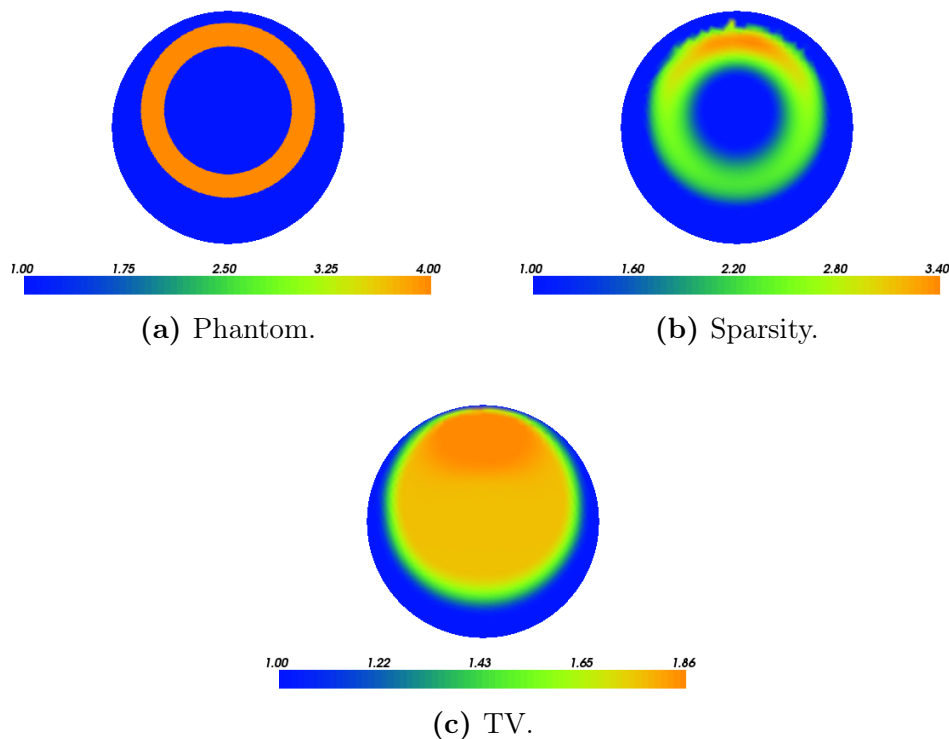 1.00 1.75 2.50 3.25 4.00
(a) Phantom.
1.00 1.60 2.20 2.80 3.40
(b) Sparsity.
1.00 1.22 1.43 1.65 1.86
(c) TV.